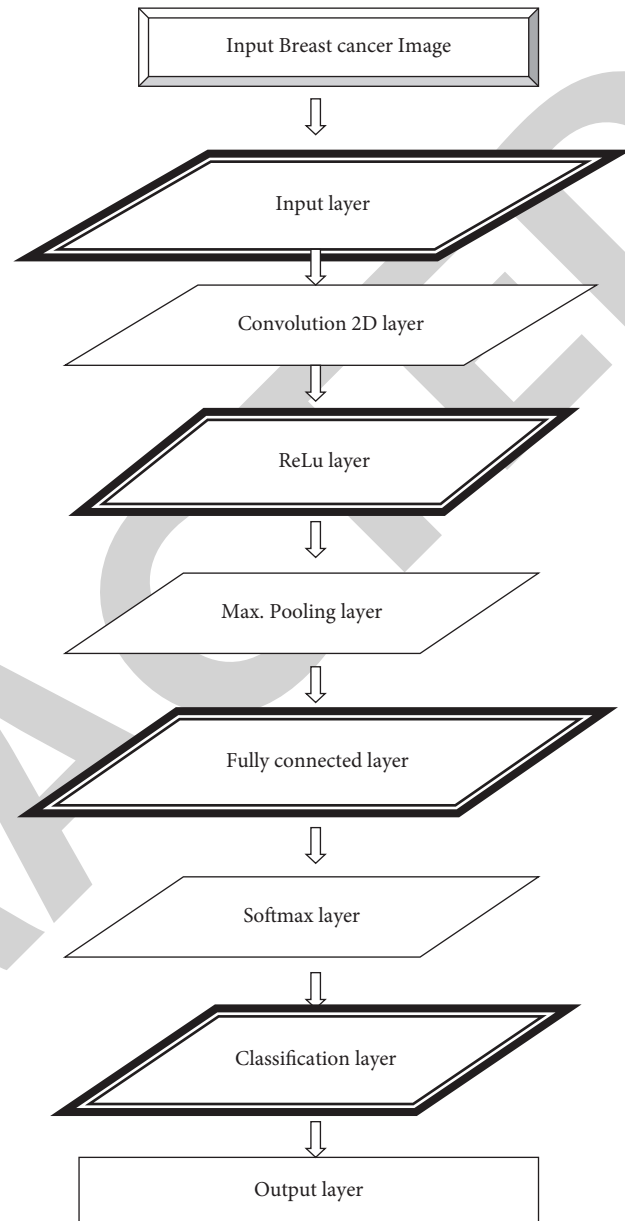 Input Breast cancer Image
Input layer
Convolution 2D layer
ReLu layer
Max. Pooling layer
Fully connected layer
Softmax layer
Classification layer
Output layer